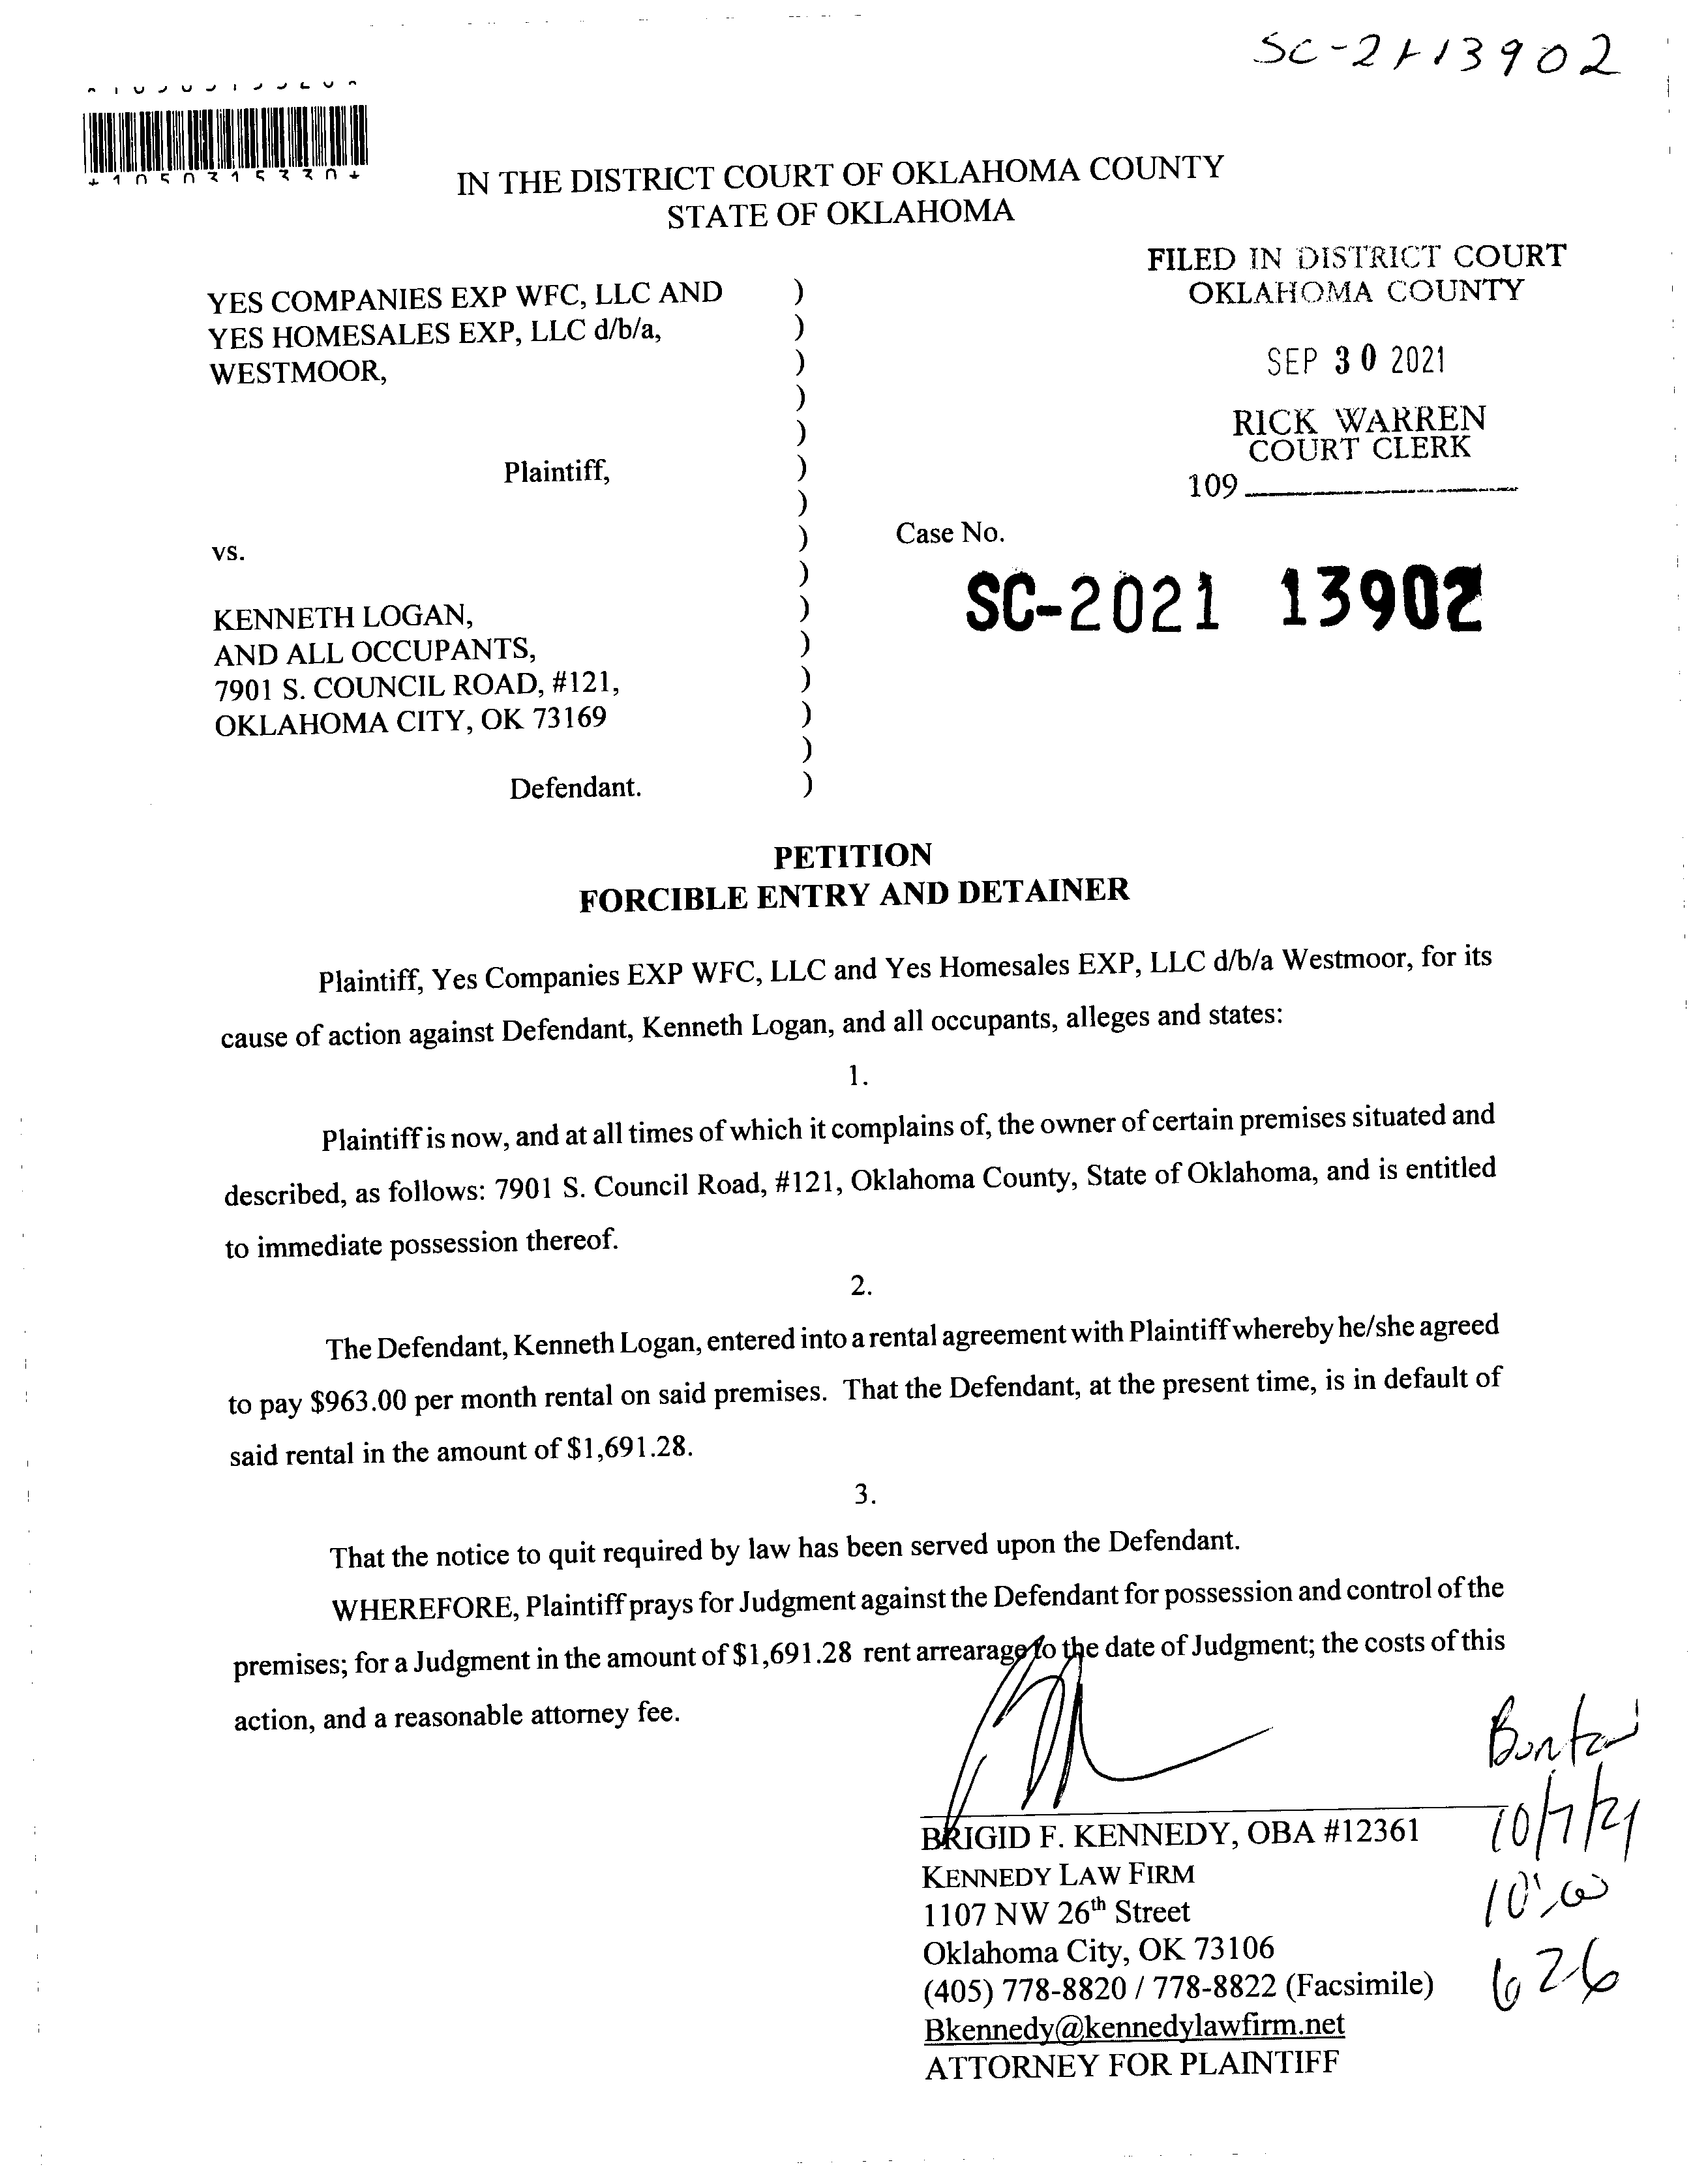 SC-21-13902
*1050315330*
IN THE DISTRICT COURT OF OKLAHOMA COUNTY
STATE OF OKLAHOMA
FILED IN DISTRICT COURT
OKLAHOMA COUNTY
SEP 30 2021
RICK WARREN
COURT CLERK
109
YES COMPANIES EXP WFC, LLC AND )
YES HOMESALES EXP, LLC d/b/a, )
WESTMOOR, )
)
)
Plaintiff, )
)
vs. )
)
Case No.
SC-2021 13902
KENNETH LOGAN, )
AND ALL OCCUPANTS, )
7901 S. COUNCIL ROAD, #121, )
OKLAHOMA CITY, OK 73169 )
)
Defendant. )
PETITION
FORCIBLE ENTRY AND DETAINER
Plaintiff, Yes Companies EXP WFC, LLC and Yes Homesales EXP, LLC d/b/a Westmoor, for its
cause of action against Defendant, Kenneth Logan, and all occupants, alleges and states:
1.
Plaintiff is now, and at all times of which it complains of, the owner of certain premises situated and
described, as follows: 7901 S. Council Road, #121, Oklahoma County, State of Oklahoma, and is entitled
to immediate possession thereof.
2.
The Defendant, Kenneth Logan, entered into a rental agreement with Plaintiff whereby he/she agreed
to pay $963.00 per month rental on said premises. That the Defendant, at the present time, is in default of
said rental in the amount of $1,691.28.
3.
That the notice to quit required by law has been served upon the Defendant.
WHEREFORE, Plaintiff prays for Judgment against the Defendant for possession and control of the
premises; for a Judgment in the amount of $1,691.28 rent arrearage to the date of Judgment; the costs of this
action, and a reasonable attorney fee.
BRIGID F. KENNEDY, OBA #12361
KENNEDY LAW FIRM
1107 NW 26th Street
Oklahoma City, OK 73106
(405) 778-8820 / 778-8822 (Facsimile)
Bkennedy@kennedylawfirm.net
ATTORNEY FOR PLAINTIFF
10/7/21
10:00
626